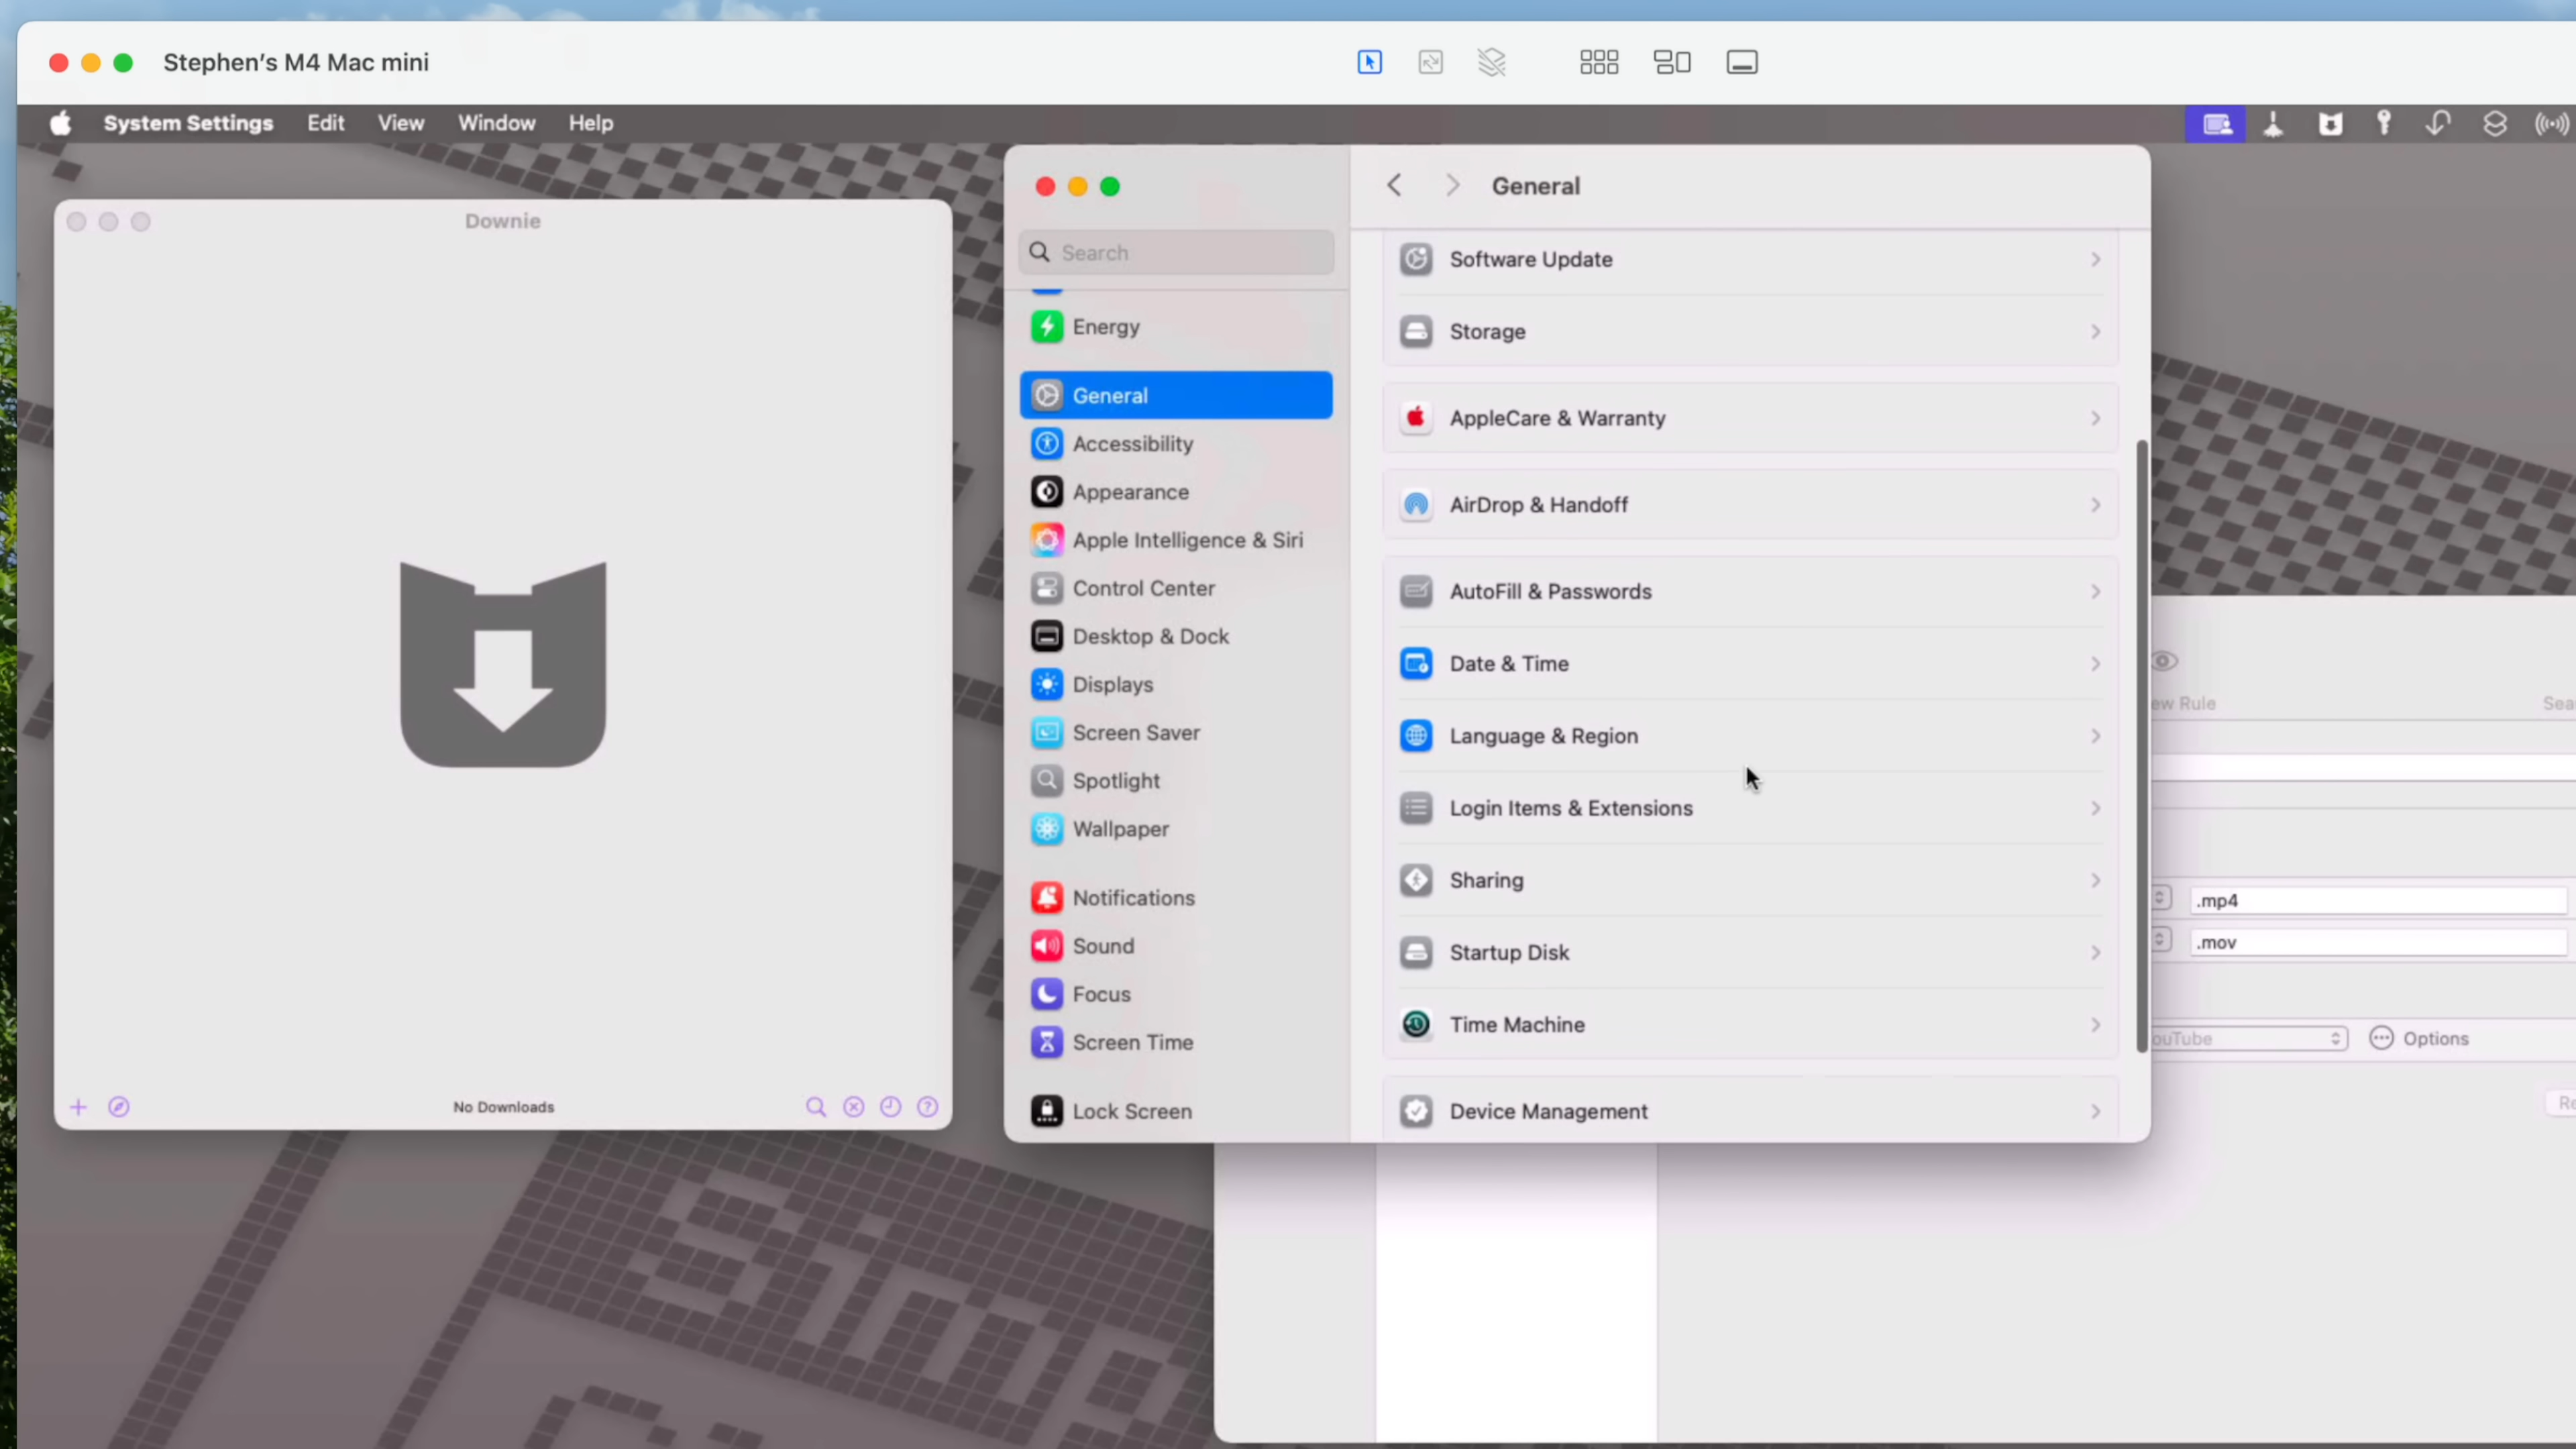 Stephen's M4 Mac mini
System Settings Edit View Window Help
Downie
No Downloads
Search
Energy
General
Accessibility
Appearance
Apple Intelligence & Siri
Control Center
Desktop & Dock
Displays
Screen Saver
Spotlight
Wallpaper
Notifications
Sound
Focus
Screen Time
Lock Screen
General
Software Update
Storage
AppleCare & Warranty
AirDrop & Handoff
AutoFill & Passwords
Date & Time
Language & Region
Login Items & Extensions
Sharing
Startup Disk
Time Machine
Device Management
Rule
.mp4
.mov
Options